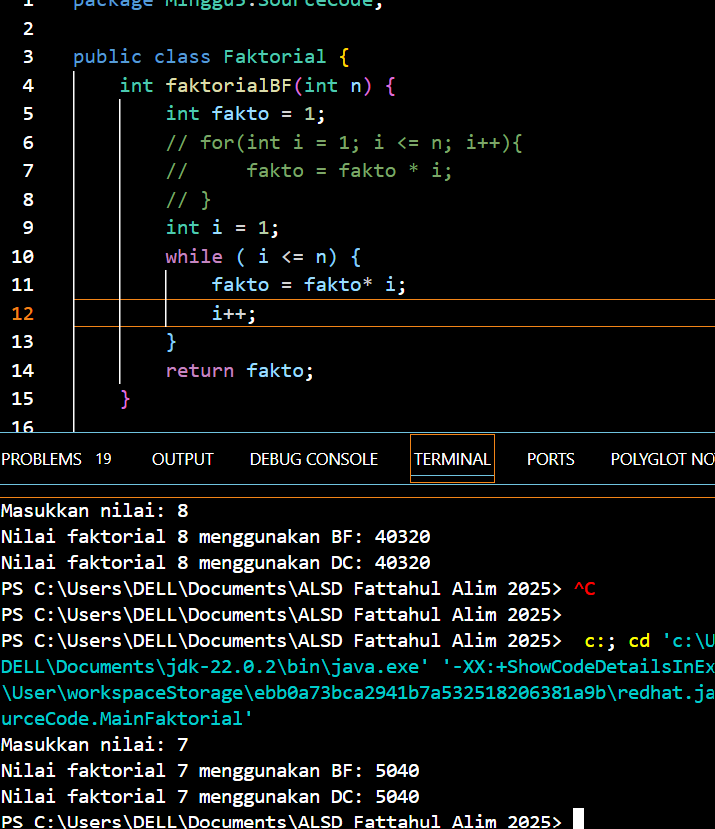 1 package Minggu5.SourceCode;
2
3 public class Faktorial {
4 int faktorialBF(int n) {
5 int fakto = 1;
6 // for(int i = 1; i <= n; i++){
7 // fakto = fakto * i;
8 // }
9 int i = 1;
10 while ( i <= n) {
11 fakto = fakto* i;
12 i++;
13 }
14 return fakto;
15 }
16
PROBLEMS 19 OUTPUT DEBUG CONSOLE TERMINAL PORTS POLYGLOT NO
Masukkan nilai: 8
Nilai faktorial 8 menggunakan BF: 40320
Nilai faktorial 8 menggunakan DC: 40320
PS C:\Users\DELL\Documents\ALSD Fattahul Alim 2025> ^C
PS C:\Users\DELL\Documents\ALSD Fattahul Alim 2025>
PS C:\Users\DELL\Documents\ALSD Fattahul Alim 2025> c:; cd 'c:\U
DELL\Documents\jdk-22.0.2\bin\java.exe' '-XX:+ShowCodeDetailsInEx
\User\workspaceStorage\ebb0a73bca2941b7a532518206381a9b\redhat.ja
urceCode.MainFaktorial'
Masukkan nilai: 7
Nilai faktorial 7 menggunakan BF: 5040
Nilai faktorial 7 menggunakan DC: 5040
PS C:\Users\DELL\Documents\ALSD Fattahul Alim 2025>